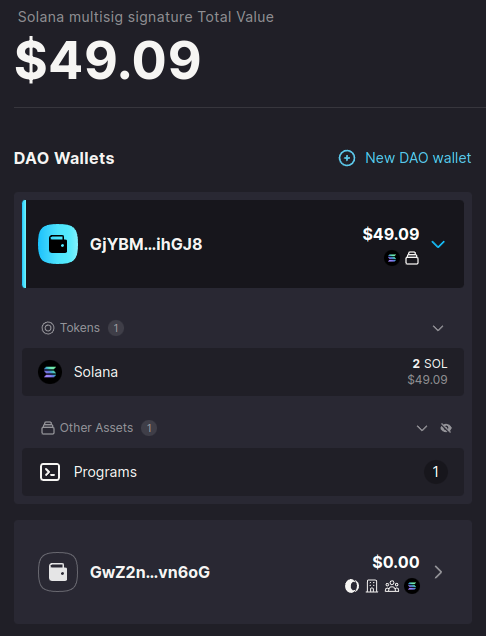 Solana multisig signature Total Value
$49.09
DAO Wallets
New DAO wallet
GjYBM...ihGJ8
$49.09
Tokens 1
Solana
2 SOL
$49.09
Other Assets 1
Programs
1
GwZ2n...vn6oG
$0.00